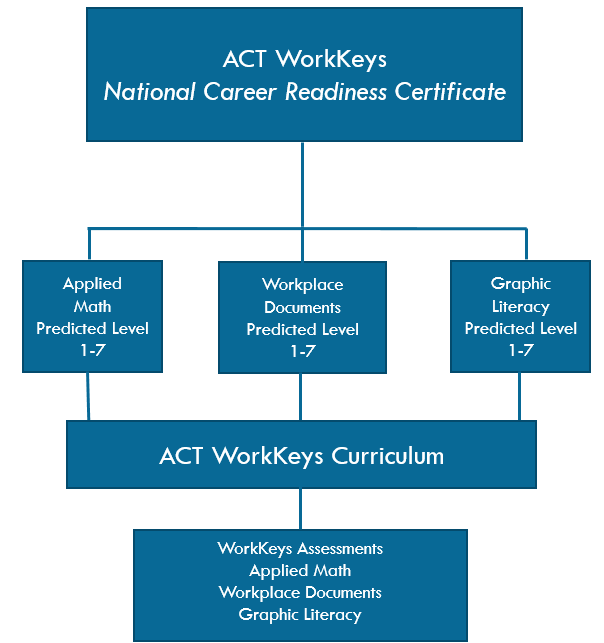 ACT WorkKeys
National Career Readiness Certificate
Applied
Math
Predicted Level
1-7
Workplace
Documents
Predicted Level
1-7
Graphic
Literacy
Predicted Level
1-7
ACT WorkKeys Curriculum
WorkKeys Assessments
Applied Math
Workplace Documents
Graphic Literacy